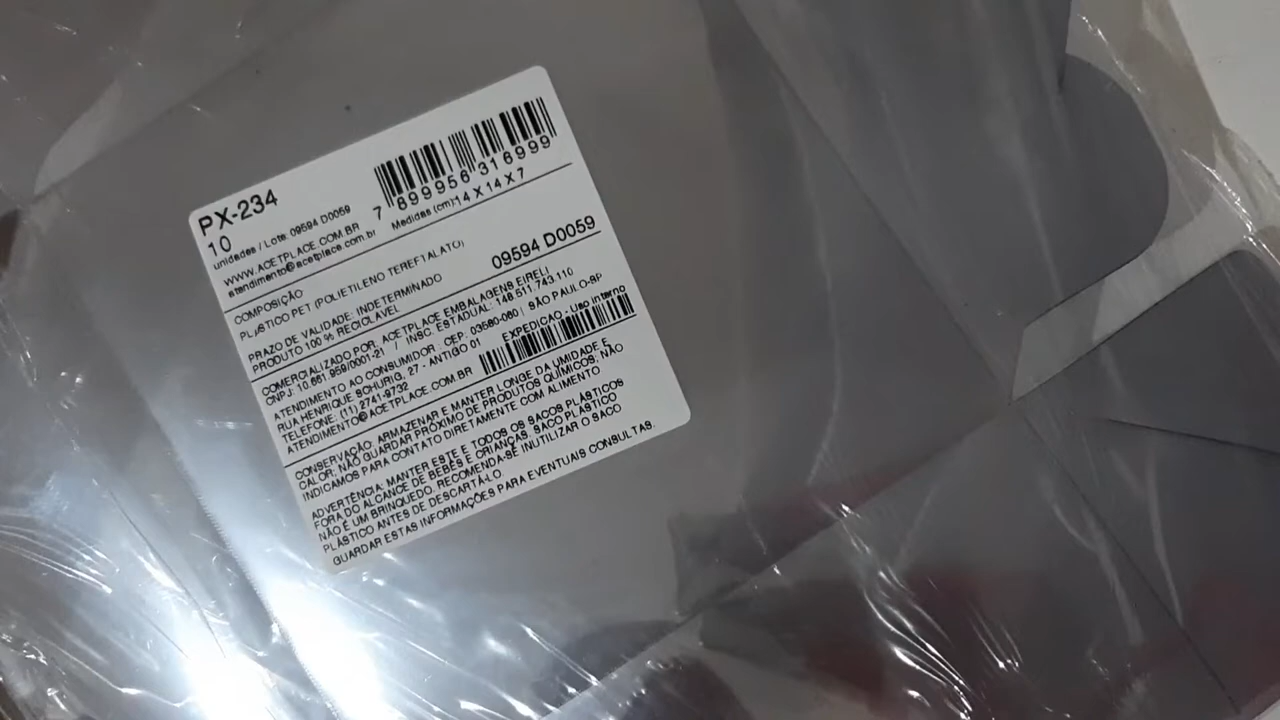 PX-234
10
unidades / Lote: 09594 D0059
WWW.ACETPLACE.COM.BR
atendimento@acetplace.com.br
7 899956 316999
Medidas (cm):14 X 14 X 7
COMPOSIÇÃO
PLÁSTICO PET (POLIETILENO TEREFTALATO)
PRAZO DE VALIDADE: INDETERMINADO
PRODUTO 100% RECICLÁVEL
09594 D0059
COMERCIALIZADO POR: ACETPLACE EMBALAGENS EIRELI
CNPJ: 10.661.959/0001-21 | INSC. ESTADUAL: 148.511.743.110
ATENDIMENTO AO CONSUMIDOR: CEP: 03580-060 | SÃO PAULO-SP
RUA HENRIQUE SCHURIG, 27 - ANTIGO 01
TELEFONE: (11) 2741-9732
ATENDIMENTO@ACETPLACE.COM.BR
EXPEDICAO - Uso interno
CONSERVAÇÃO: ARMAZENAR E MANTER LONGE DA UMIDADE E
CALOR; NÃO GUARDAR PRÓXIMO DE PRODUTOS QUÍMICOS, NÃO
INDICAMOS PARA CONTATO DIRETAMENTE COM ALIMENTO.
ADVERTÊNCIA: MANTER ESTE E TODOS OS SACOS PLÁSTICOS
FORA DO ALCANCE DE BEBÊS E CRIANÇAS. SACO PLÁSTICO
NÃO É UM BRINQUEDO, RECOMENDA-SE INUTILIZAR O SACO
PLÁSTICO ANTES DE DESCARTÁ-LO.
GUARDAR ESTAS INFORMAÇÕES PARA EVENTUAIS CONSULTAS.